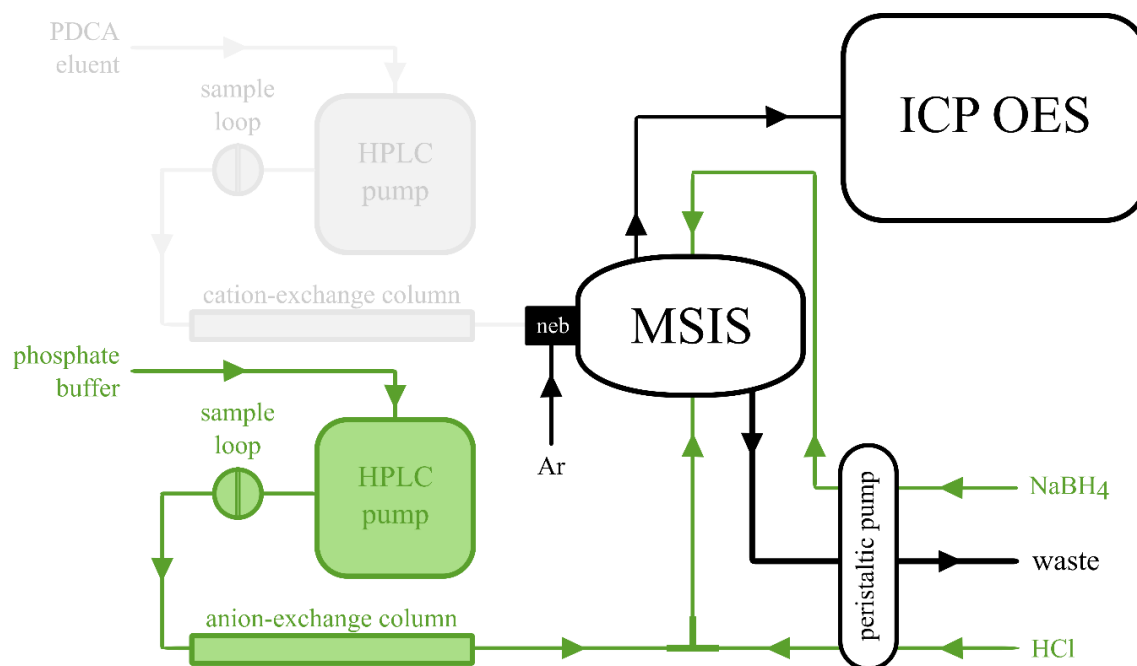 PDCA
eluent
sample
loop
HPLC
pump
cation-exchange column
ICP OES
neb
MSIS
phosphate
buffer
sample
loop
HPLC
pump
Ar
anion-exchange column
peristaltic pump
NaBH4
waste
HCl